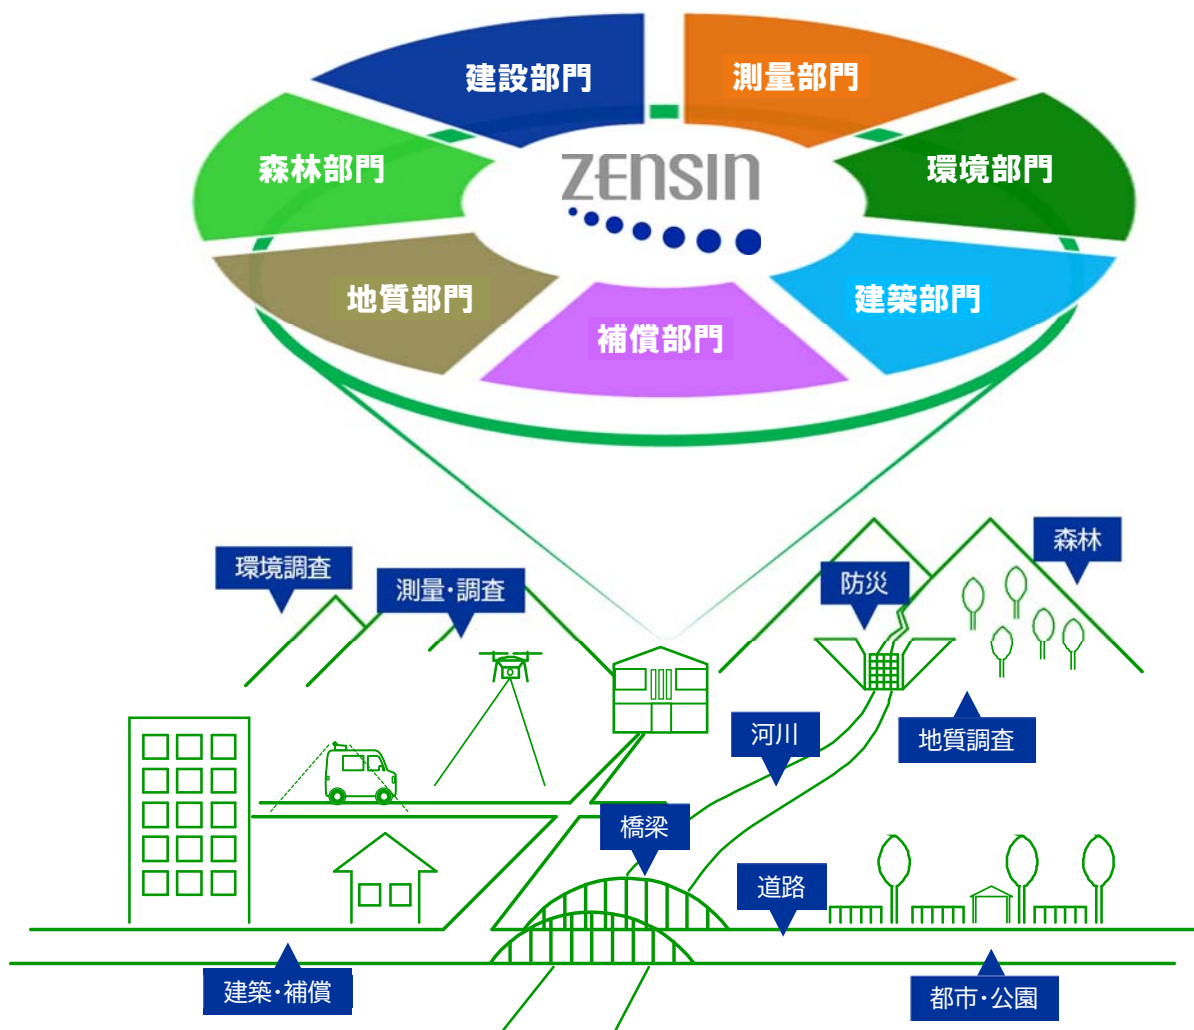 建設部門
測量部門
森林部門
ZENSIN
環境部門
地質部門
建築部門
補償部門
森林
環境調査
測量・調査
防災
河川
地質調査
橋梁
道路
建築・補償
都市・公園